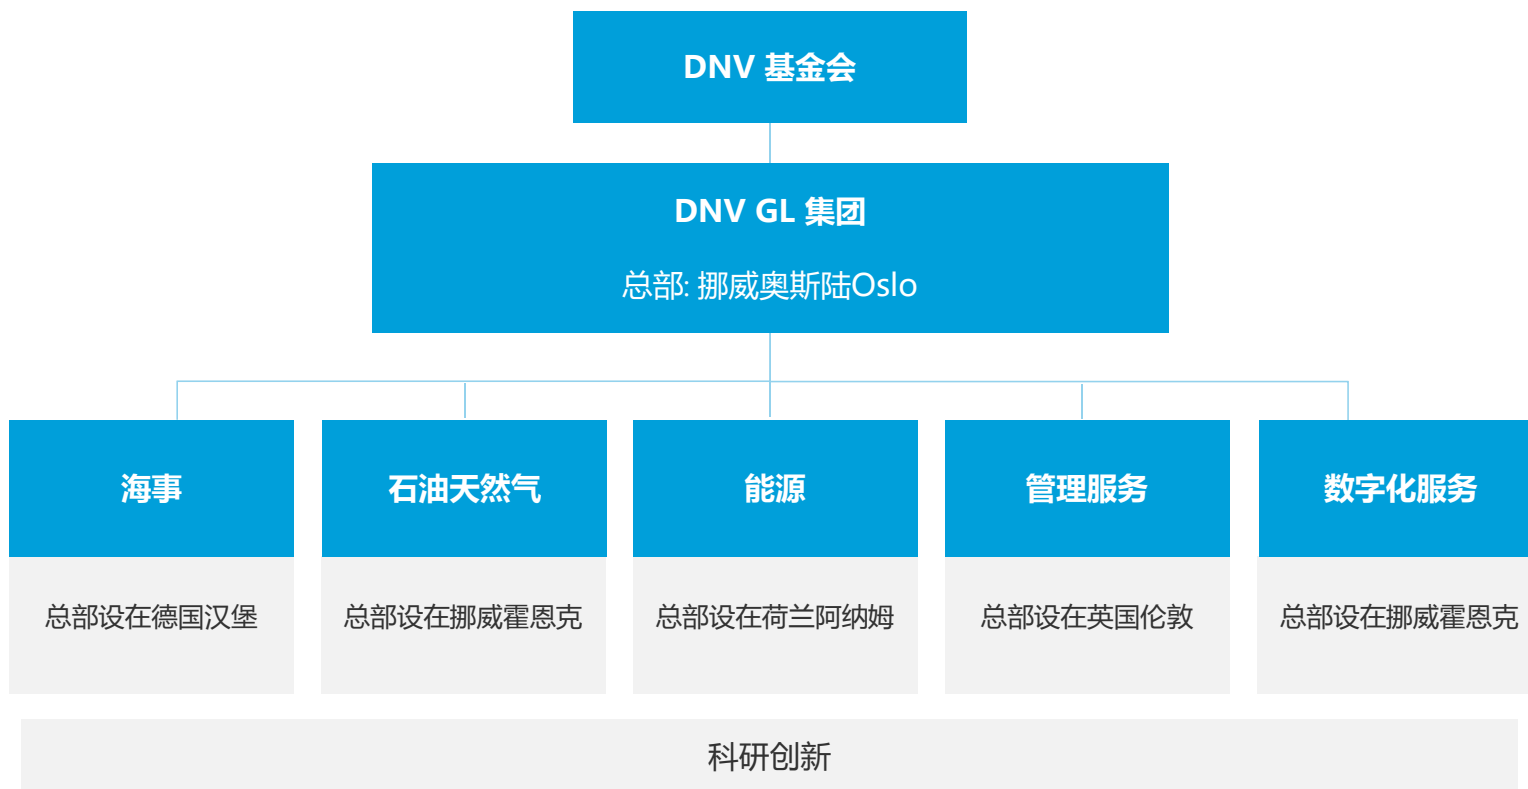 DNV 基金会
DNV GL 集团
总部: 挪威奥斯陆Oslo
海事
石油天然气
能源
管理服务
数字化服务
总部设在德国汉堡
总部设在挪威霍恩克
总部设在荷兰阿纳姆
总部设在英国伦敦
总部设在挪威霍恩克
科研创新